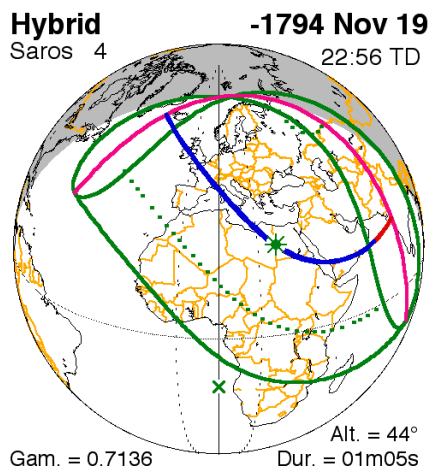 Hybrid
-1794 Nov 19
Saros 4
22:56 TD
Alt. = 44°
Gam. = 0.7136
Dur. = 01m05s